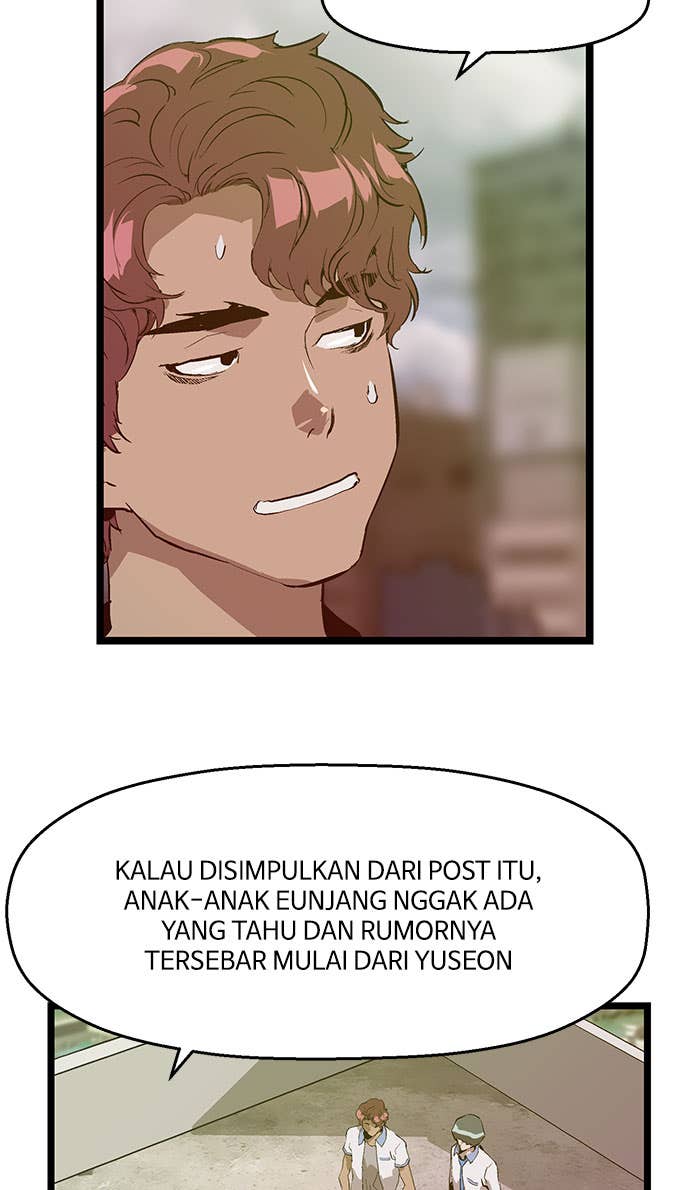 KALAU DISIMPULKAN DARI POST ITU,
ANAK-ANAK EUNJANG NGGAK ADA
YANG TAHU DAN RUMORNYA
TERSEBAR MULAI DARI YUSEON